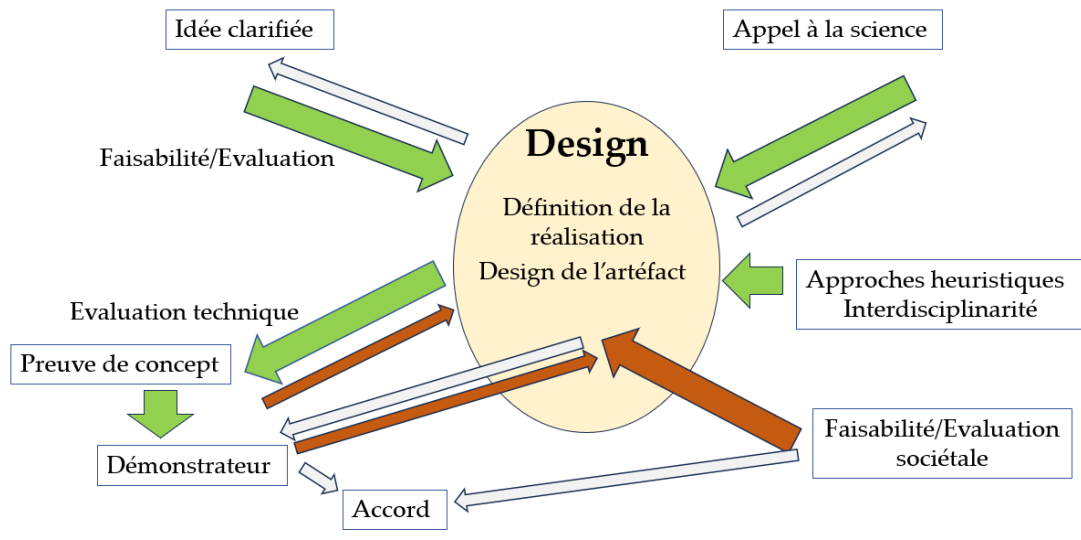 Idée clarifiée
Appel à la science
Design
Faisabilité/Evaluation
Définition de la
réalisation
Design de l’artéfact
Approches heuristiques
Interdisciplinarité
Evaluation technique
Preuve de concept
Démonstrateur
Faisabilité/Evaluation
sociétale
Accord